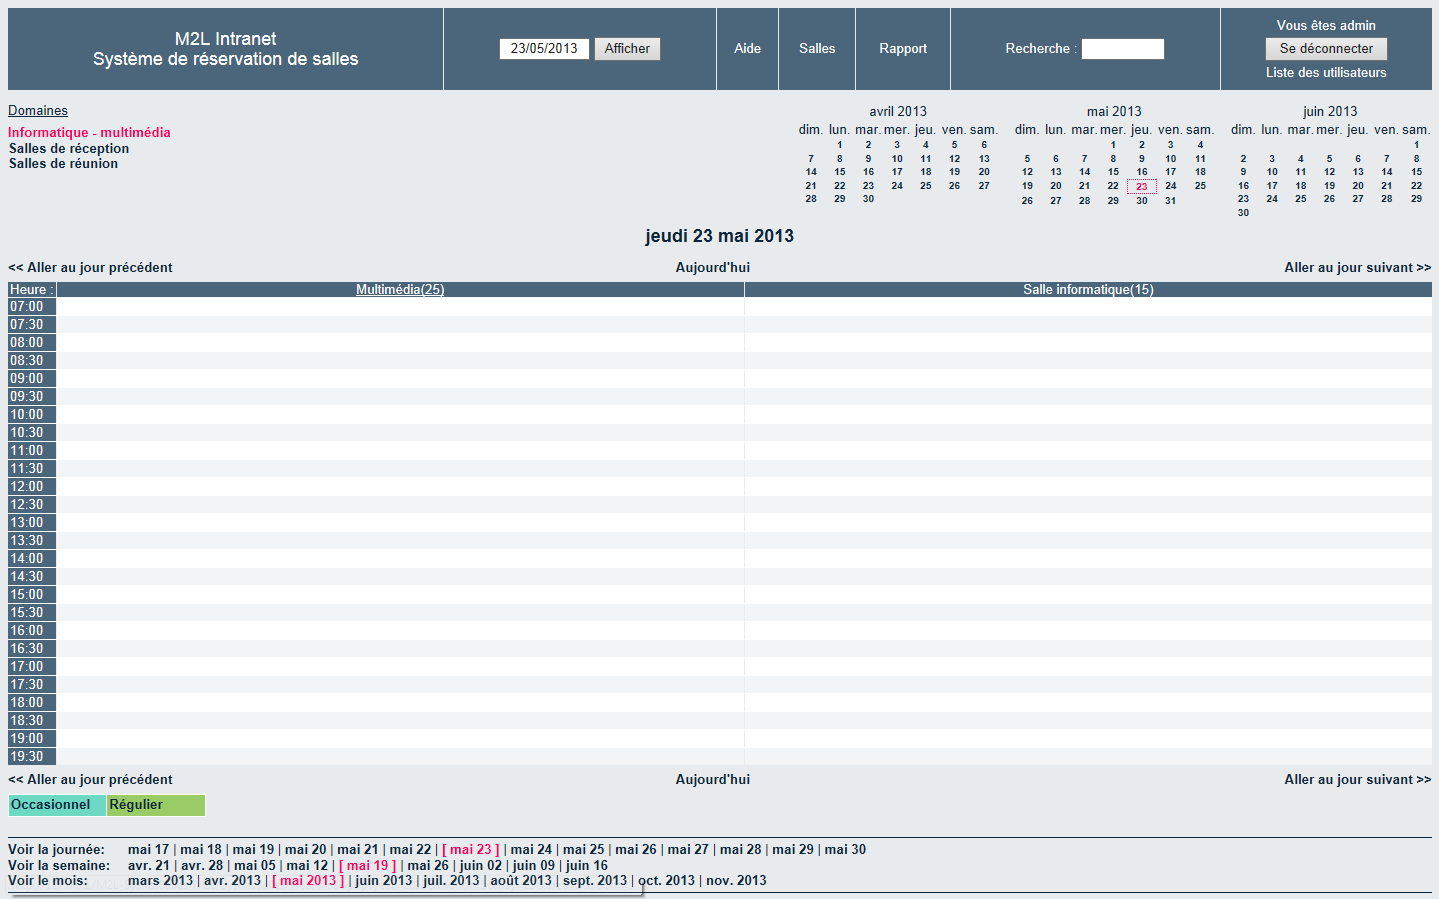 M2L Intranet
Système de réservation de salles
23/05/2013 Afficher
Aide
Salles
Rapport
Recherche :
Vous êtes admin
Se déconnecter
Liste des utilisateurs
Domaines
Informatique - multimédia
Salles de réception
Salles de réunion
avril 2013
dim. lun. mar. mer. jeu. ven. sam.
1 2 3 4 5 6
7 8 9 10 11 12 13
14 15 16 17 18 19 20
21 22 23 24 25 26 27
28 29 30
mai 2013
dim. lun. mar. mer. jeu. ven. sam.
1 2 3 4
5 6 7 8 9 10 11
12 13 14 15 16 17 18
19 20 21 22 23 24 25
26 27 28 29 30 31
juin 2013
dim. lun. mar. mer. jeu. ven. sam.
1
2 3 4 5 6 7 8
9 10 11 12 13 14 15
16 17 18 19 20 21 22
23 24 25 26 27 28 29
30
jeudi 23 mai 2013
<< Aller au jour précédent Aujourd'hui Aller au jour suivant >>
Heure : Multimédia(25) Salle informatique(15)
07:00
07:30
08:00
08:30
09:00
09:30
10:00
10:30
11:00
11:30
12:00
12:30
13:00
13:30
14:00
14:30
15:00
15:30
16:00
16:30
17:00
17:30
18:00
18:30
19:00
19:30
<< Aller au jour précédent Aujourd'hui Aller au jour suivant >>
Occasionnel Régulier
Voir la journée: mai 17 | mai 18 | mai 19 | mai 20 | mai 21 | mai 22 | [ mai 23 ] | mai 24 | mai 25 | mai 26 | mai 27 | mai 28 | mai 29 | mai 30
Voir la semaine: avr. 21 | avr. 28 | mai 05 | mai 12 | [ mai 19 ] | mai 26 | juin 02 | juin 09 | juin 16
Voir le mois: mars 2013 | avr. 2013 | [ mai 2013 ] | juin 2013 | juil. 2013 | août 2013 | sept. 2013 | oct. 2013 | nov. 2013